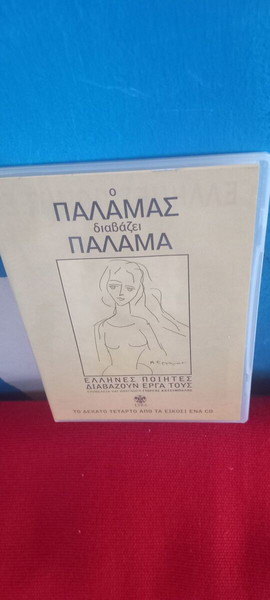 ο
ΠΑΛΑΜΑΣ
διαβάζει
ΠΑΛΑΜΑ
ΕΛΛΗΝΕΣ ΠΟΙΗΤΕΣ
ΔΙΑΒΑΖΟΥΝ ΕΡΓΑ ΤΟΥΣ
ΤΟ ΔΕΚΑΤΟ ΤΕΤΑΡΤΟ ΑΠΟ ΤΑ ΕΙΚΟΣΙ ΕΝΑ CD